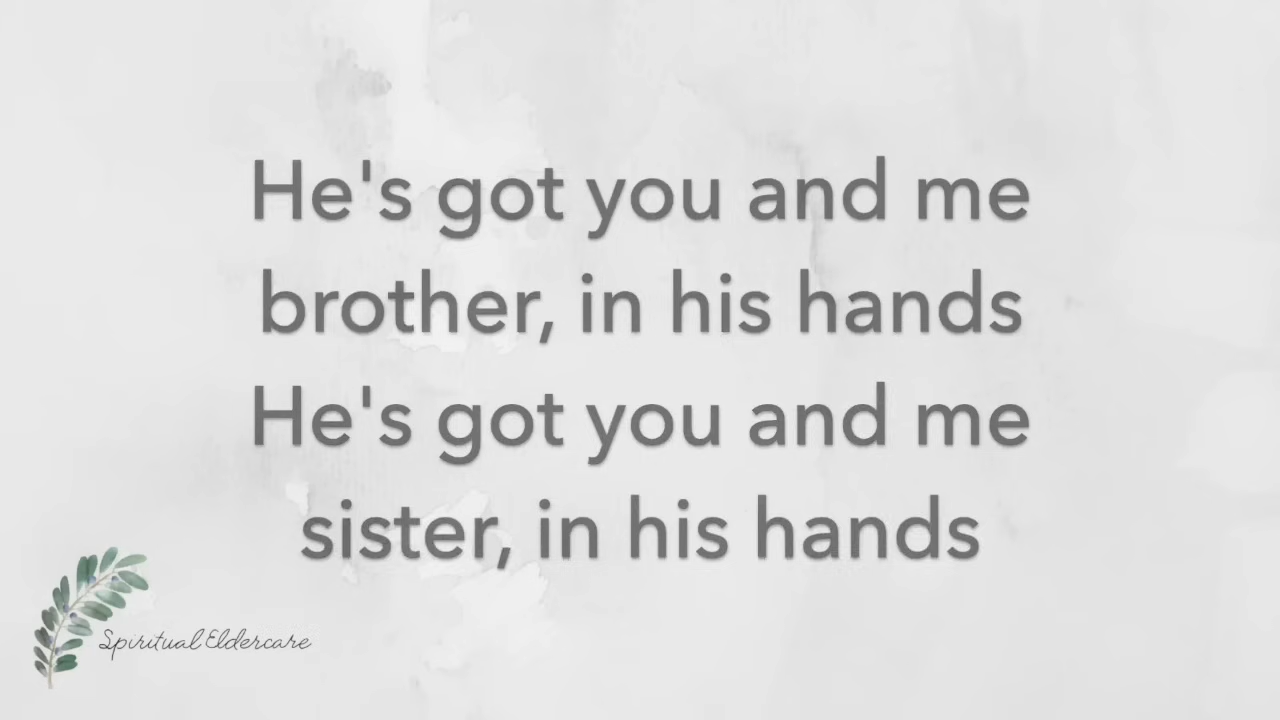 He's got you and me
brother, in his hands
He's got you and me
sister, in his hands
Spiritual Eldercare